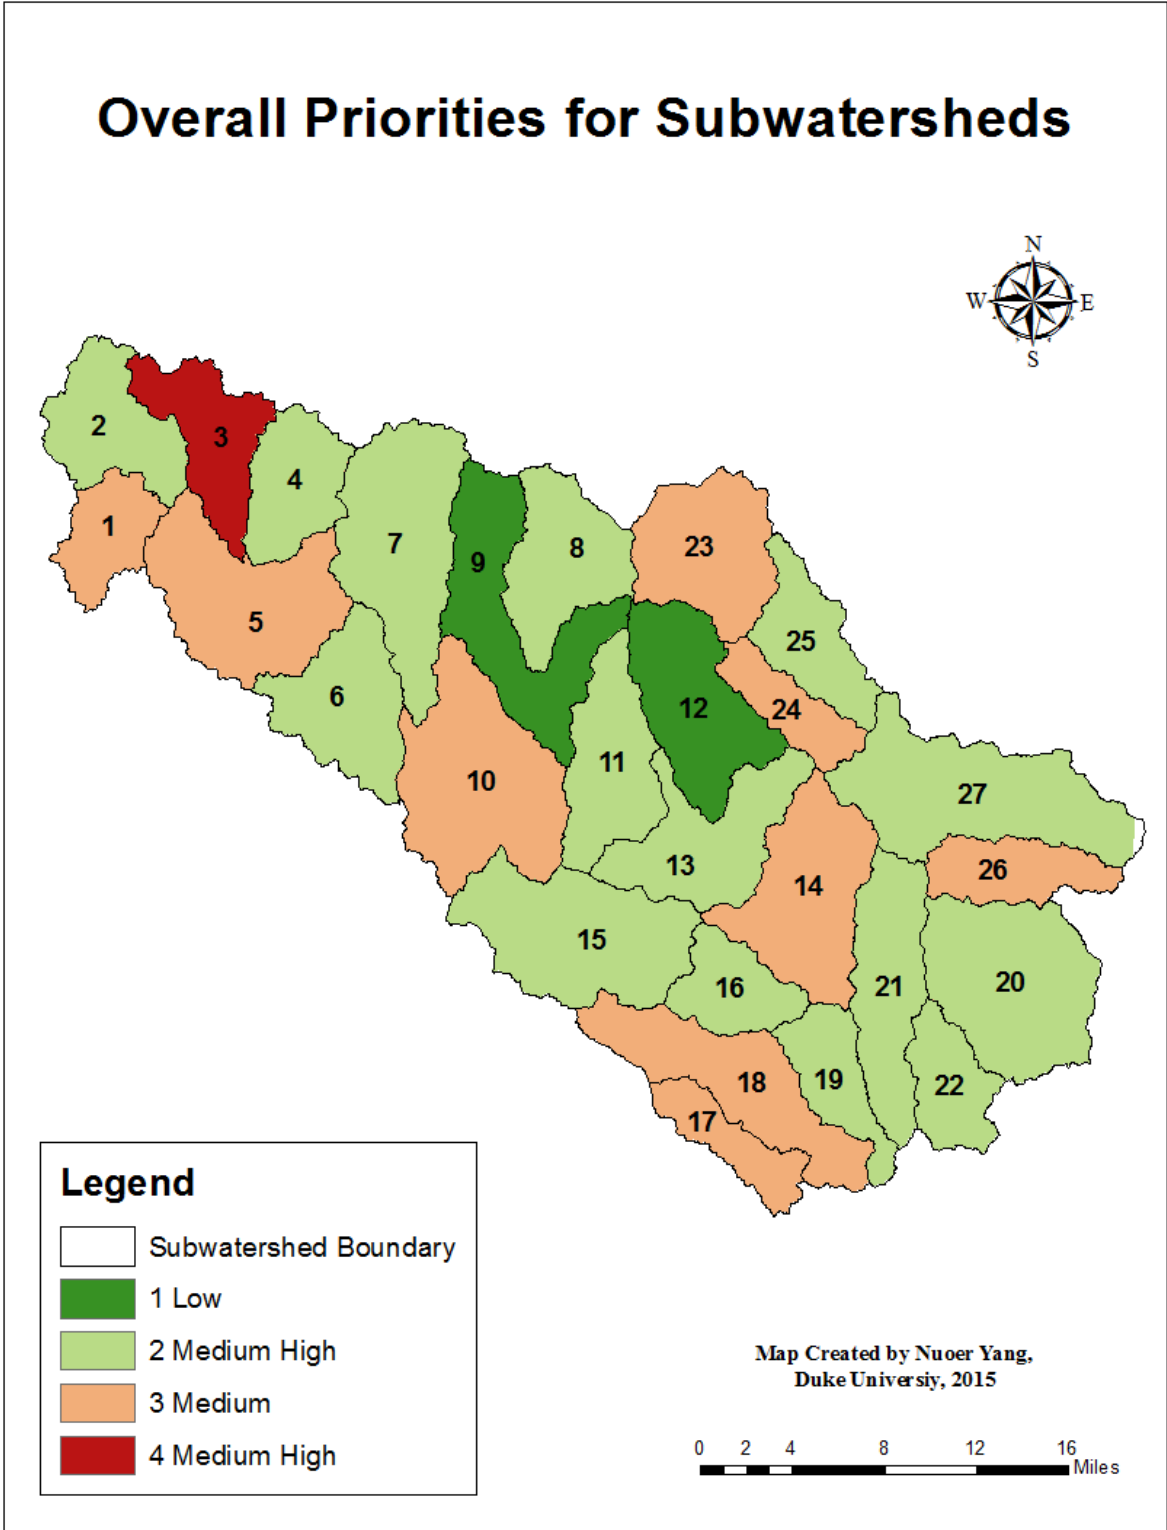 Overall Priorities for Subwatersheds
N
W E
S
2
3
4
1
7
9
8
23
5
25
6
12
24
11
10
27
13
26
14
15
16
21
20
18
19
22
17
Legend
Subwatershed Boundary
1 Low
2 Medium High
3 Medium
4 Medium High
Map Created by Nuoer Yang,
Duke Universiy, 2015
0 2 4 8 12 16
Miles